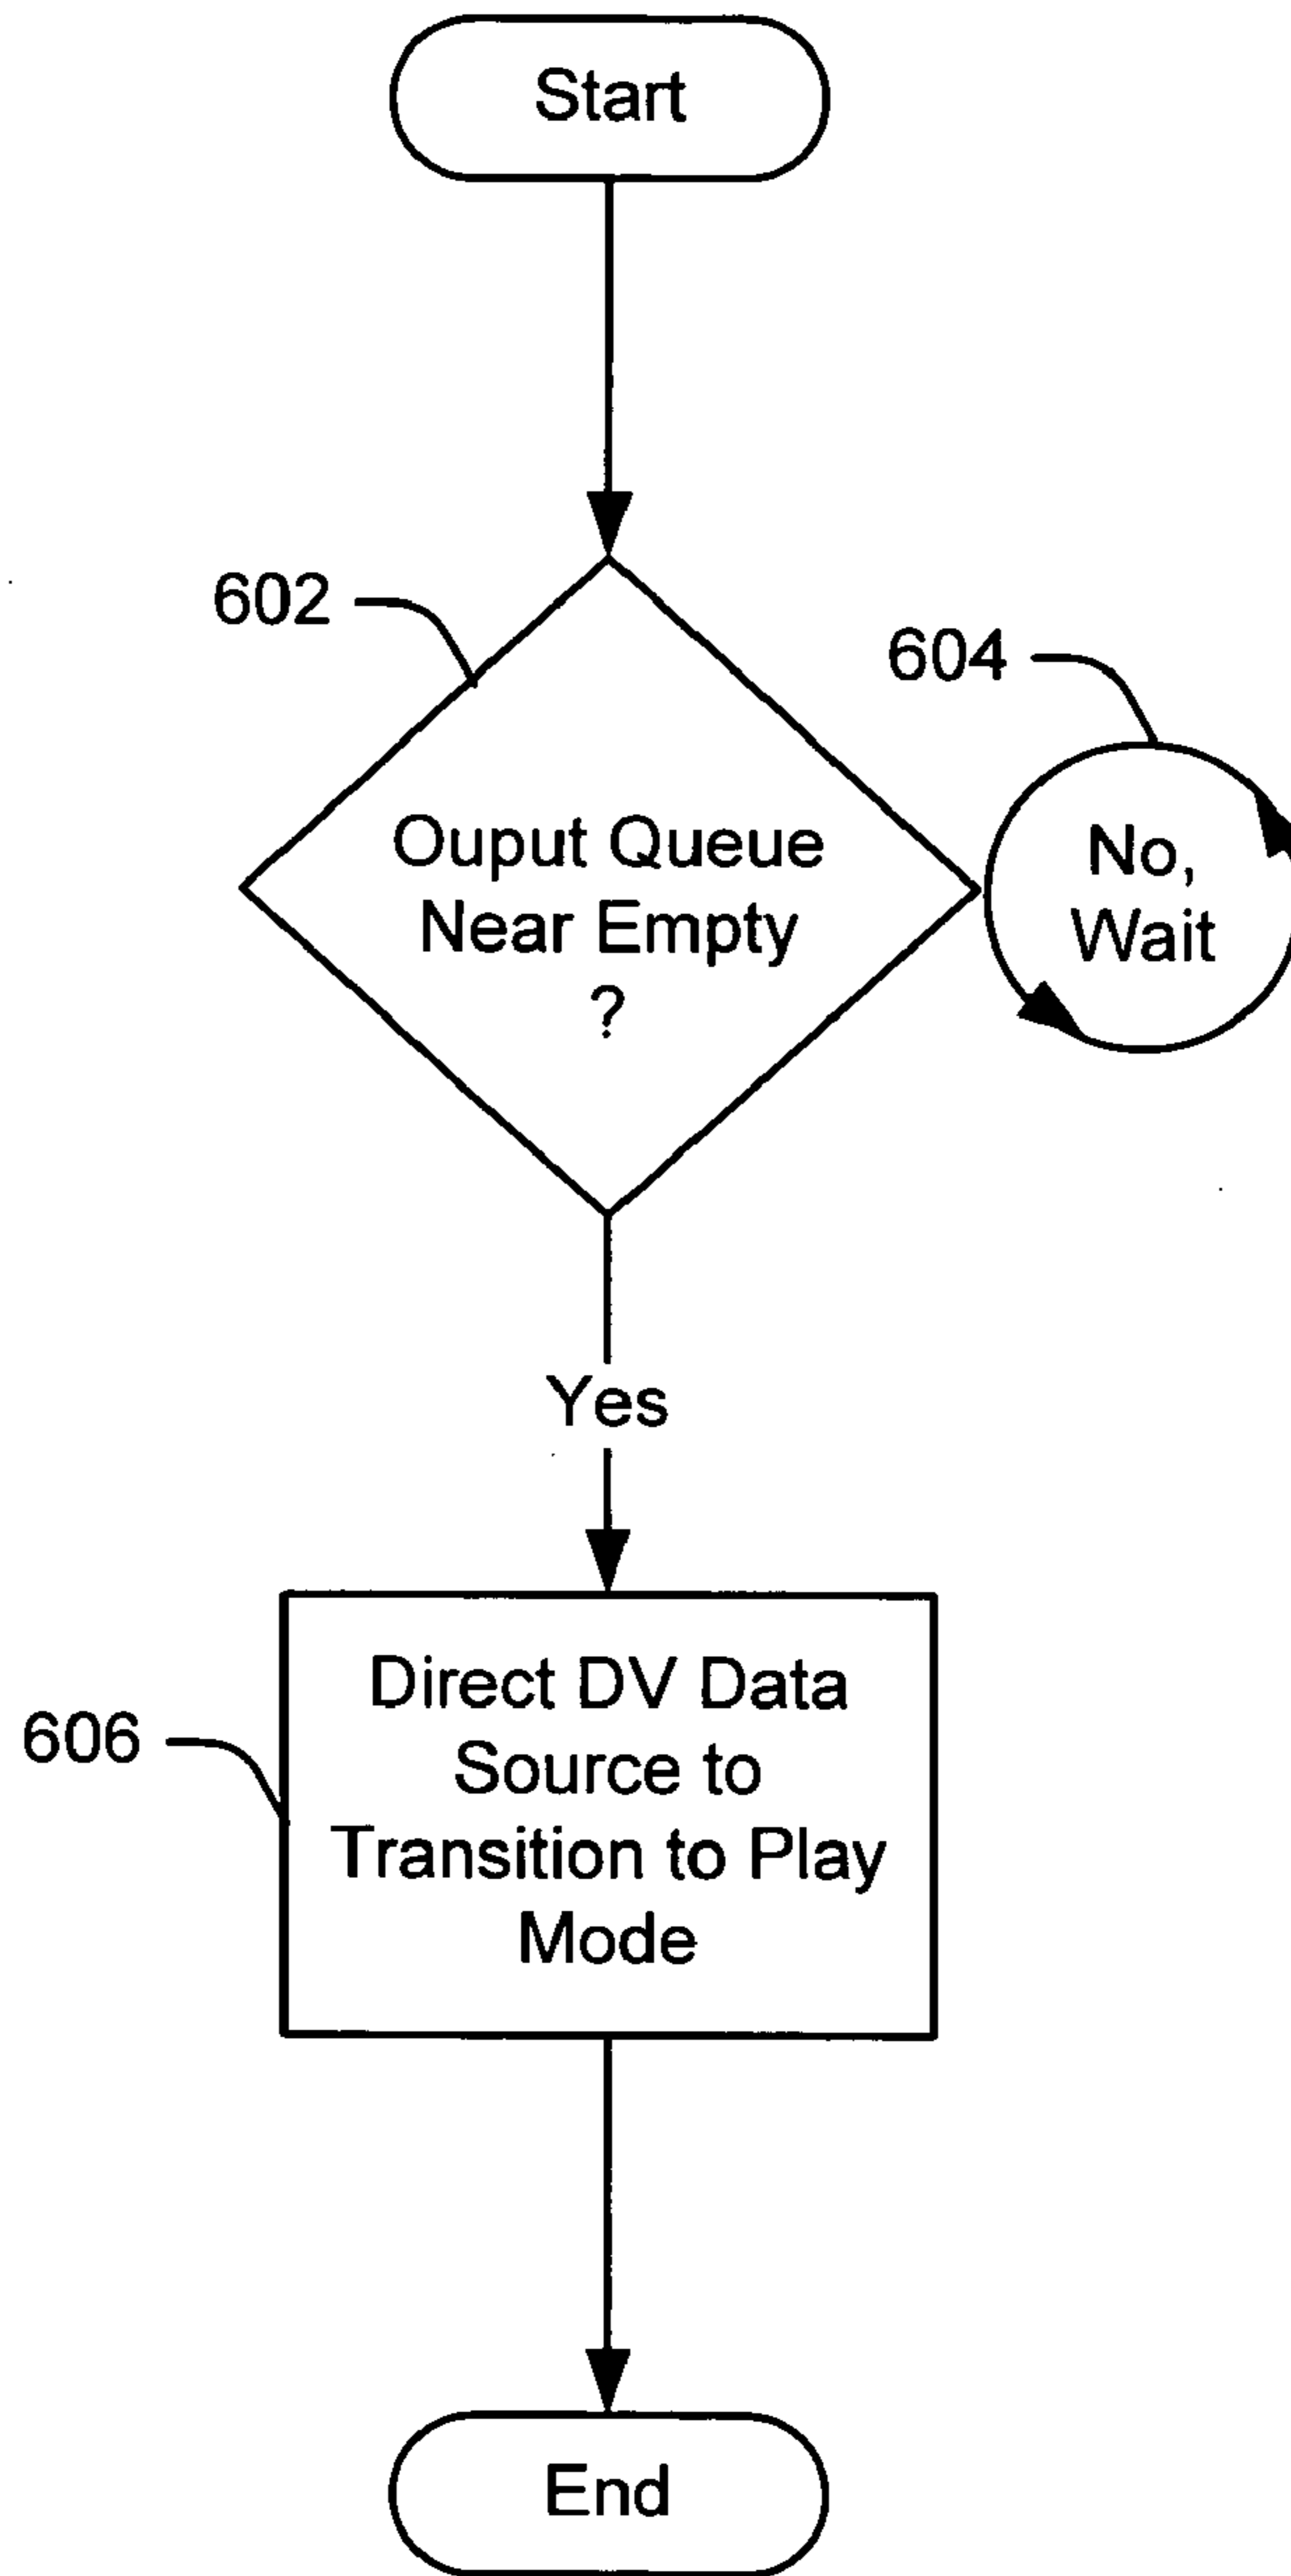 Start
602
604
Ouput Queue
Near Empty
?
No,
Wait
Yes
606
Direct DV Data
Source to
Transition to Play
Mode
End